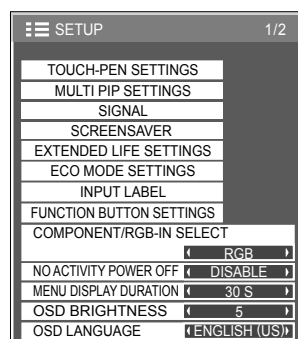 SETUP 1/2
TOUCH-PEN SETTINGS
MULTI PIP SETTINGS
SIGNAL
SCREENSAVER
EXTENDED LIFE SETTINGS
ECO MODE SETTINGS
INPUT LABEL
FUNCTION BUTTON SETTINGS
COMPONENT/RGB-IN SELECT
RGB
NO ACTIVITY POWER OFF DISABLE
MENU DISPLAY DURATION 30 S
OSD BRIGHTNESS 5
OSD LANGUAGE ENGLISH (US)